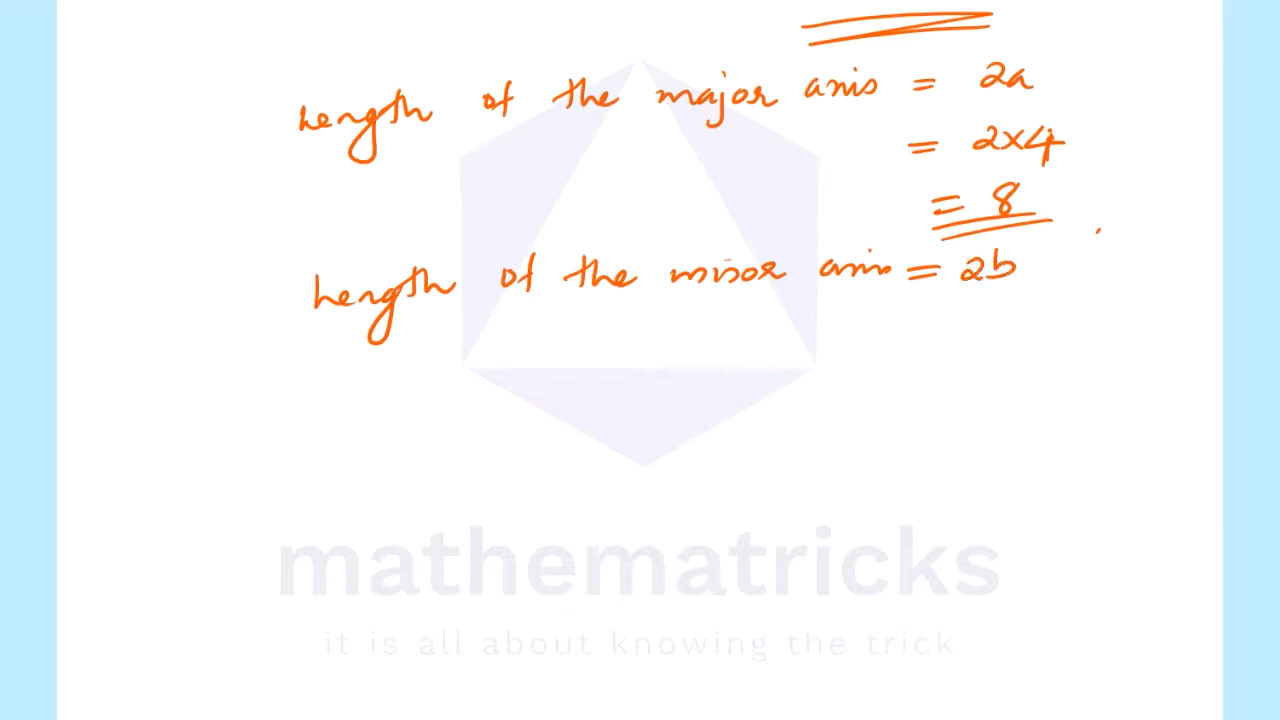 Length of the major axis = 2a
= 2×4
= 8
Length of the minor axis = 2b
mathematricks
it is all about knowing the trick